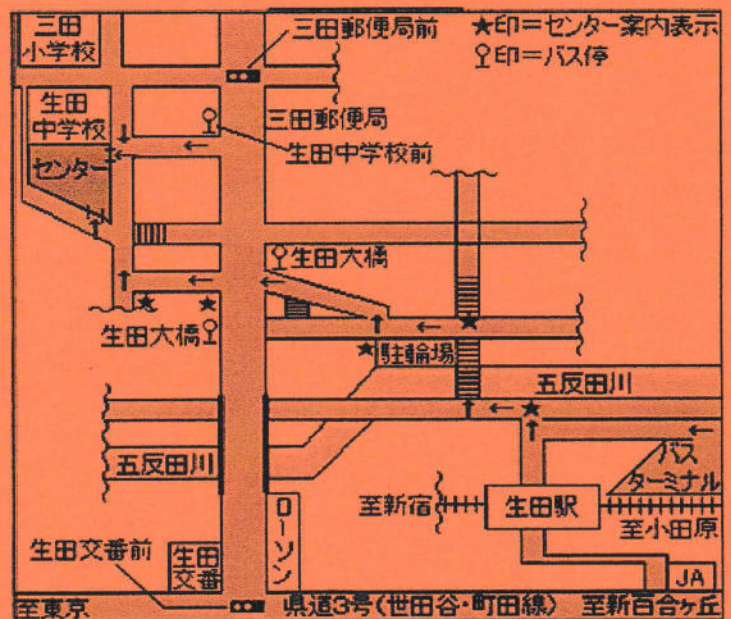 三田
小学校
三田郵便局前
★印=センター案内表示
印=バス停
生田
中学校
三田郵便局
生田中学校前
センター
生田大橋
生田大橋
駐輪場
五反田川
五反田川
バス
ターミナル
至新宿
生田駅
至小田原
生田交番前
生田
交番
ローソン
JA
至東京
県道3号(世田谷・町田線)
至新百合ヶ丘